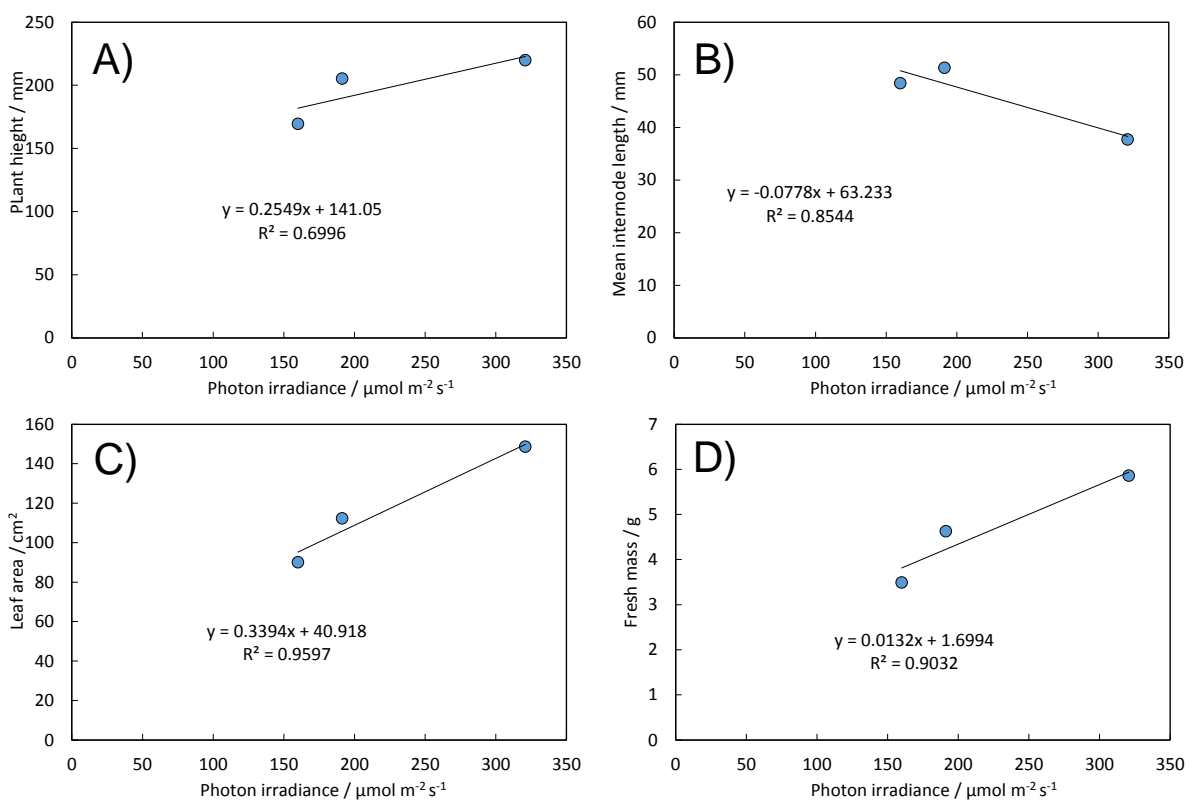 A)
PLant hieght / mm
250
200
150
100
50
0
y = 0.2549x + 141.05
R² = 0.6996
0 50 100 150 200 250 300 350
Photon irradiance / µmol m⁻² s⁻¹
B)
Mean internode length / mm
60
50
40
30
20
10
0
y = -0.0778x + 63.233
R² = 0.8544
0 50 100 150 200 250 300 350
Photon irradiance / µmol m⁻² s⁻¹
C)
Leaf area / cm²
160
140
120
100
80
60
40
20
0
y = 0.3394x + 40.918
R² = 0.9597
0 50 100 150 200 250 300 350
Photon irradiance / µmol m⁻² s⁻¹
D)
Fresh mass / g
7
6
5
4
3
2
1
0
y = 0.0132x + 1.6994
R² = 0.9032
0 50 100 150 200 250 300 350
Photon irradiance / µmol m⁻² s⁻¹